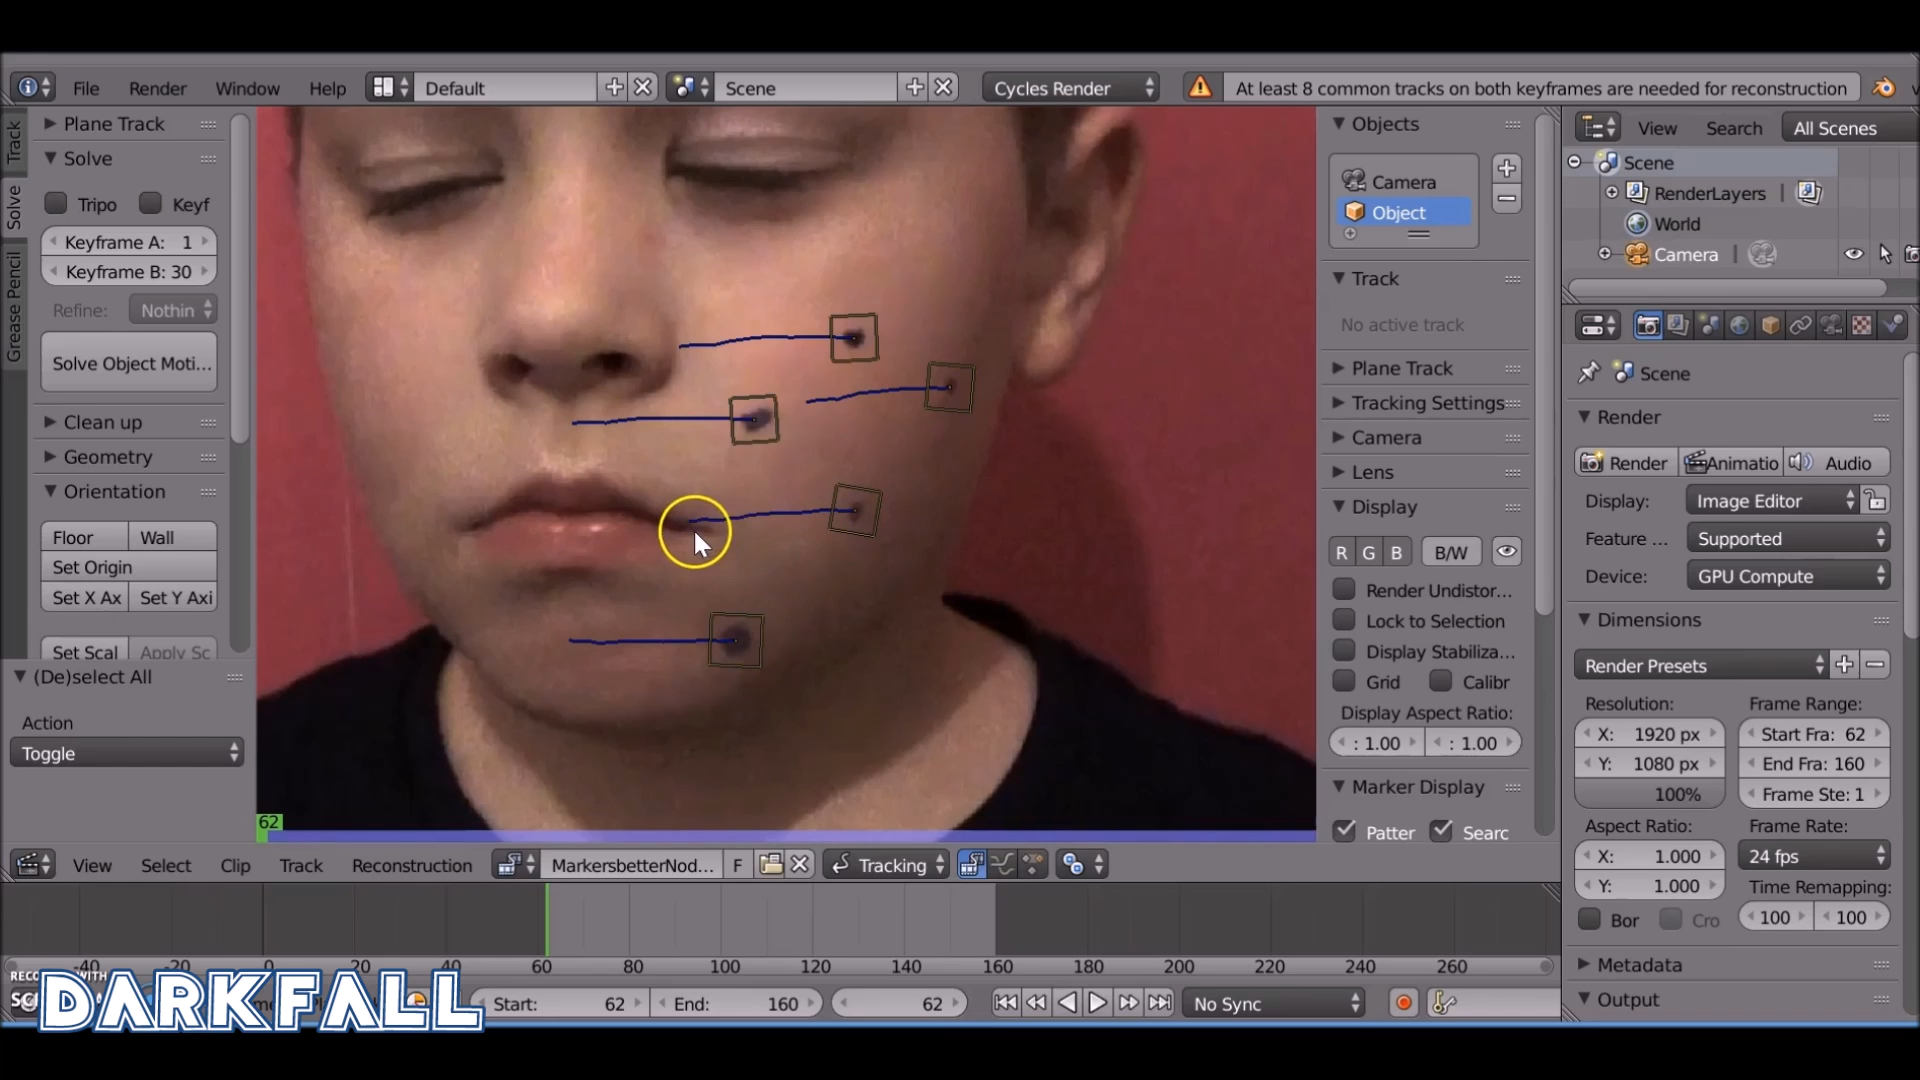 File Render Window Help Default Scene Cycles Render At least 8 common tracks on both keyframes are needed for reconstruction
Track
Solve
Grease Pencil
Plane Track
Solve
Tripo Keyf
Keyframe A: 1
Keyframe B: 30
Refine: Nothin
Solve Object Moti...
Clean up
Geometry
Orientation
Floor Wall
Set Origin
Set X Ax Set Y Axi
Set Scal Apply Sc
(De)select All
Action
Toggle
62
Objects
Camera
Object
Track
No active track
Plane Track
Tracking Settings
Camera
Lens
Display
R G B B/W
Render Undistor...
Lock to Selection
Display Stabiliza...
Grid Calibr
Display Aspect Ratio:
: 1.00 : 1.00
Marker Display
Patter Searc
View Search All Scenes
Scene
RenderLayers
World
Camera
Scene
Render
Render Animatio Audio
Display: Image Editor
Feature ... Supported
Device: GPU Compute
Dimensions
Render Presets
Resolution: Frame Range:
X: 1920 px Start Fra: 62
Y: 1080 px End Fra: 160
100% Frame Ste: 1
Aspect Ratio: Frame Rate:
X: 1.000 24 fps
Y: 1.000 Time Remapping:
Bor Cro 100 100
Metadata
Output
View Select Clip Track Reconstruction MarkersbetterNod... F Tracking
-40 -20 0 20 40 60 80 100 120 140 160 180 200 220 240 260
DARKFALL
Start: 62 End: 160 62 No Sync